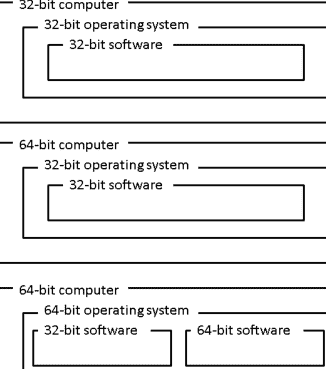 32-bit computer
32-bit operating system
32-bit software
64-bit computer
32-bit operating system
32-bit software
64-bit computer
64-bit operating system
32-bit software 64-bit software